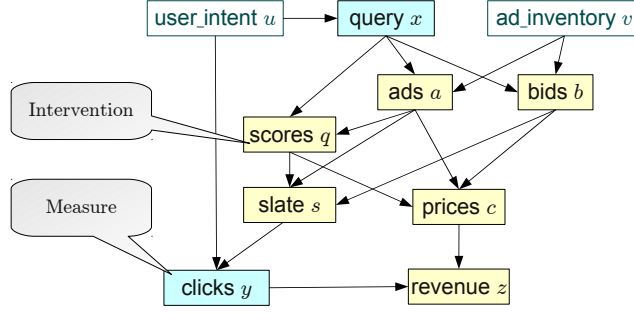 user_intent u
query x
ad_inventory v
ads a
bids b
Intervention
scores q
slate s
prices c
Measure
clicks y
revenue z